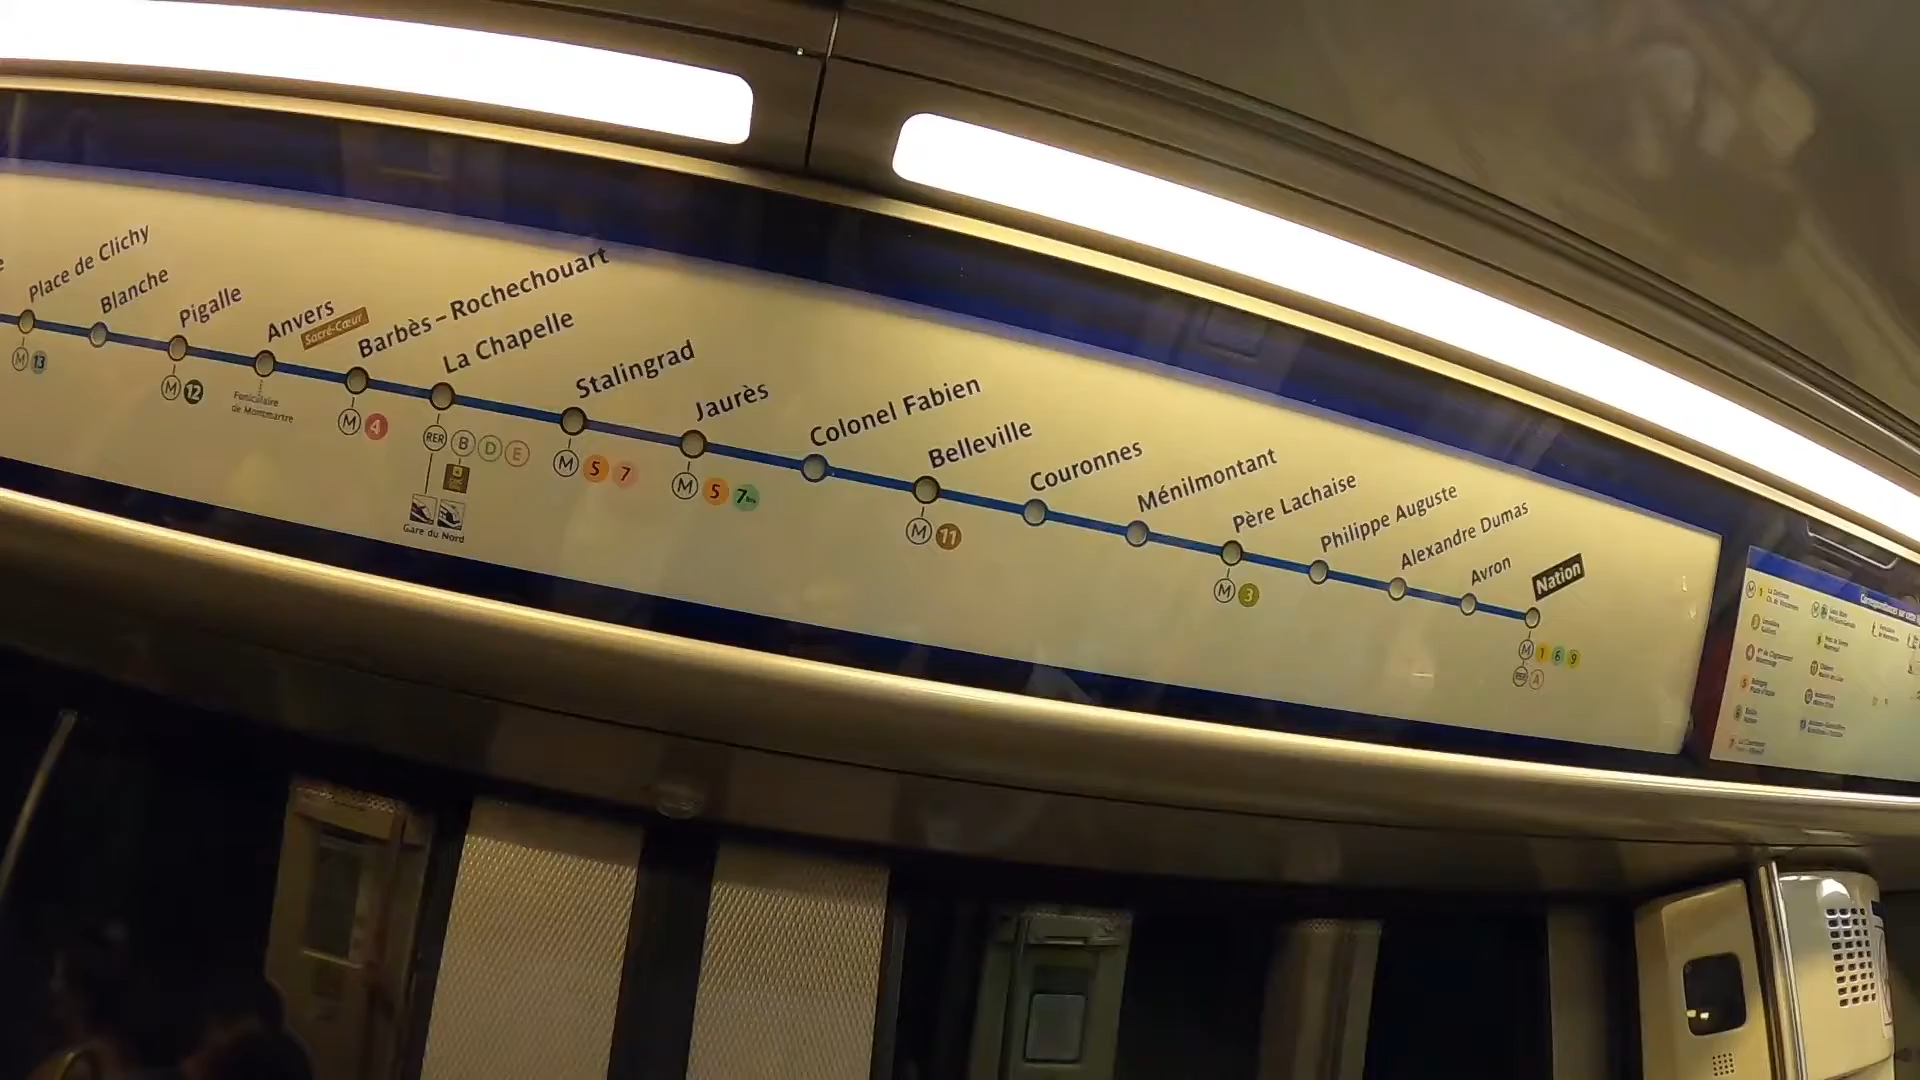 Place de Clichy
M 13
Blanche
Pigalle
M 12
Anvers
Sacré-Cœur
Funiculaire
de Montmartre
Barbès – Rochechouart
M 4
La Chapelle
RER B D E
Gare du Nord
Stalingrad
M 5 7
Jaurès
M 5 7bis
Colonel Fabien
Belleville
M 11
Couronnes
Ménilmontant
Père Lachaise
M 3
Philippe Auguste
Alexandre Dumas
Avron
Nation
M 1 6 9
RER A